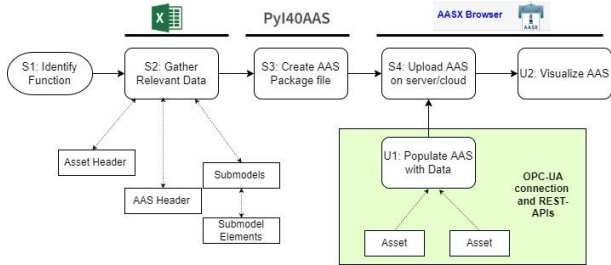 PyI40AAS
AASX Browser
AASX
S1: Identify
Function
S2: Gather
Relevant Data
S3: Create AAS
Package file
S4: Upload AAS
on server/cloud
U2: Visualize AAS
Asset Header
AAS Header
Submodels
Submodel
Elements
U1: Populate AAS
with Data
OPC-UA
connection
and REST-
APIs
Asset
Asset